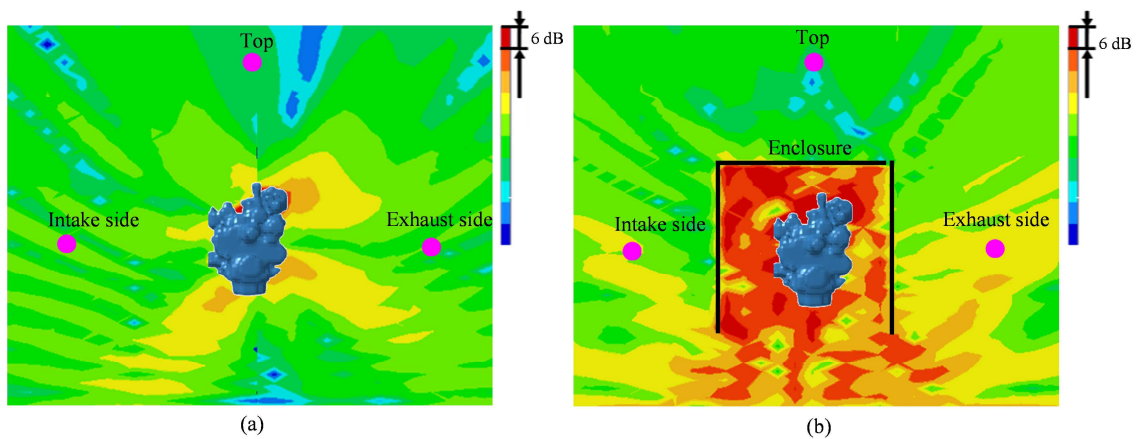 Top
6 dB
Intake side
Exhaust side
(a)
Top
6 dB
Enclosure
Intake side
Exhaust side
(b)